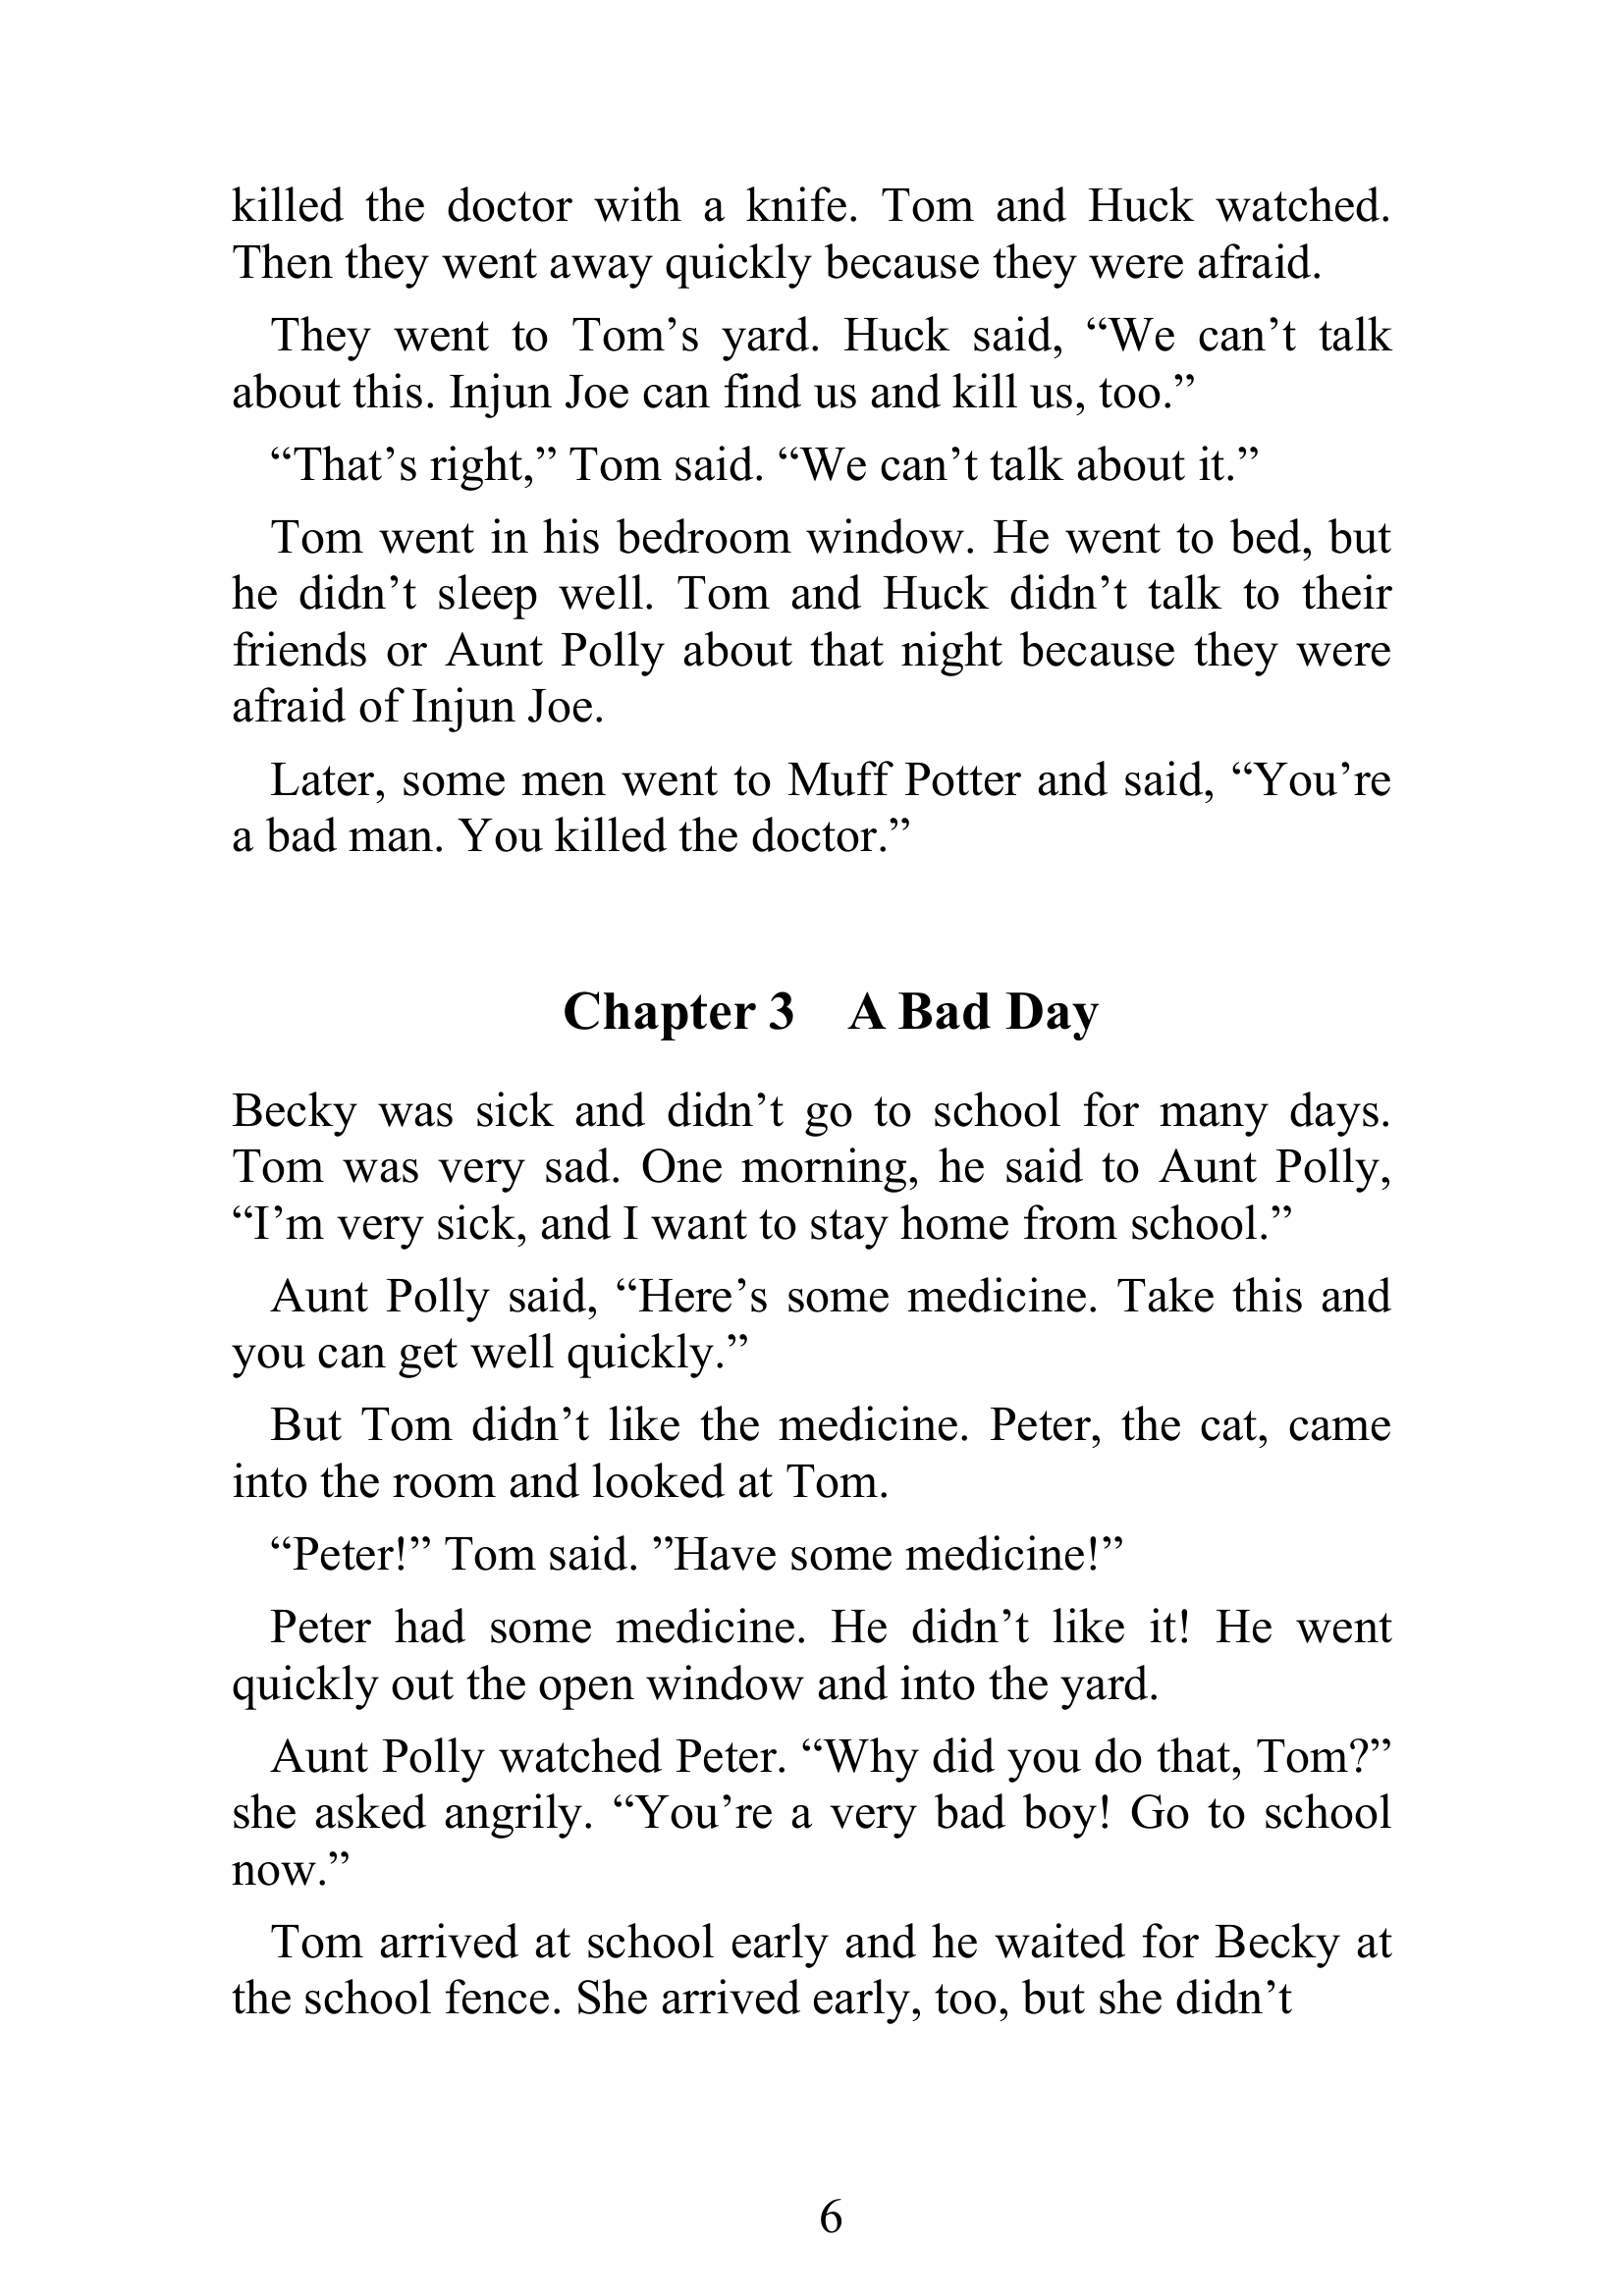 killed the doctor with a knife. Tom and Huck watched.
Then they went away quickly because they were afraid.
They went to Tom’s yard. Huck said, “We can’t talk
about this. Injun Joe can find us and kill us, too.”
“That’s right,” Tom said. “We can’t talk about it.”
Tom went in his bedroom window. He went to bed, but
he didn’t sleep well. Tom and Huck didn’t talk to their
friends or Aunt Polly about that night because they were
afraid of Injun Joe.
Later, some men went to Muff Potter and said, “You’re
a bad man. You killed the doctor.”
Chapter 3 A Bad Day
Becky was sick and didn’t go to school for many days.
Tom was very sad. One morning, he said to Aunt Polly,
“I’m very sick, and I want to stay home from school.”
Aunt Polly said, “Here’s some medicine. Take this and
you can get well quickly.”
But Tom didn’t like the medicine. Peter, the cat, came
into the room and looked at Tom.
“Peter!” Tom said. ”Have some medicine!”
Peter had some medicine. He didn’t like it! He went
quickly out the open window and into the yard.
Aunt Polly watched Peter. “Why did you do that, Tom?”
she asked angrily. “You’re a very bad boy! Go to school
now.”
Tom arrived at school early and he waited for Becky at
the school fence. She arrived early, too, but she didn’t
6